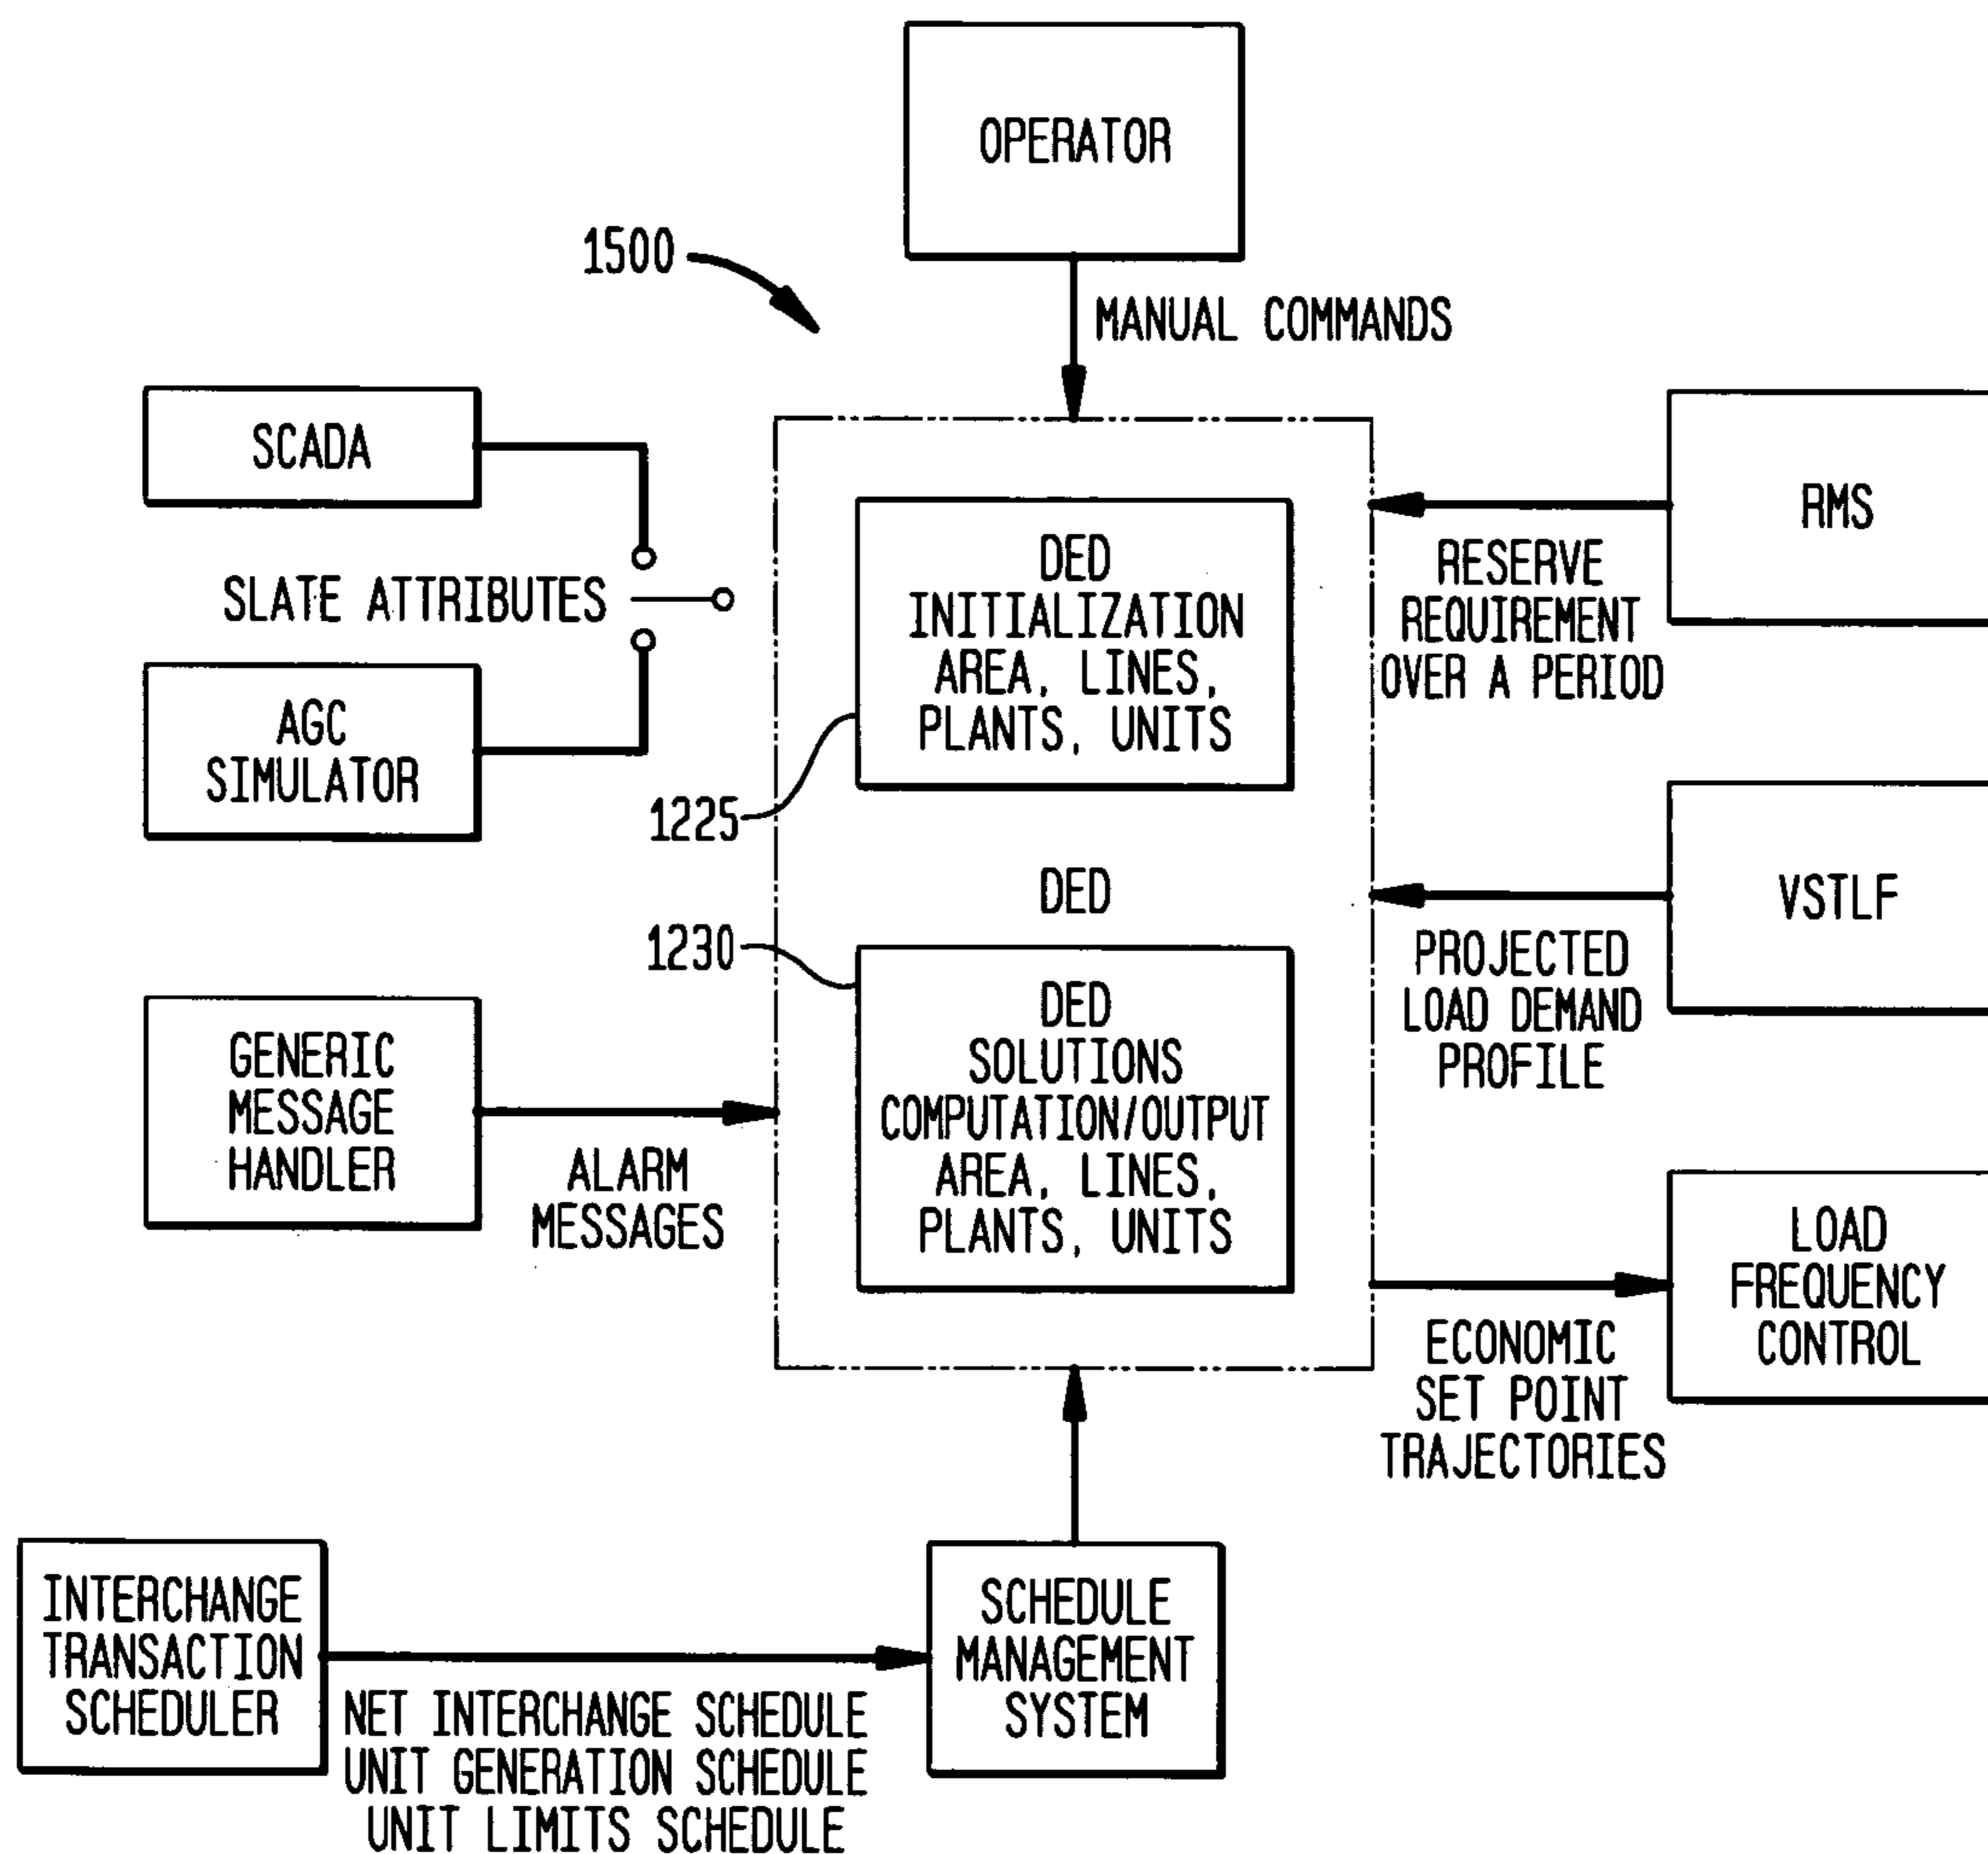 OPERATOR
1500
MANUAL COMMANDS
SCADA
SLATE ATTRIBUTES
AGC
SIMULATOR
DED
INITIALIZATION
AREA, LINES,
PLANTS, UNITS
1225
RMS
RESERVE
REQUIREMENT
OVER A PERIOD
DED
1230
VSTLF
PROJECTED
LOAD DEMAND
PROFILE
GENERIC
MESSAGE
HANDLER
ALARM
MESSAGES
DED
SOLUTIONS
COMPUTATION/OUTPUT
AREA, LINES,
PLANTS, UNITS
LOAD
FREQUENCY
CONTROL
ECONOMIC
SET POINT
TRAJECTORIES
INTERCHANGE
TRANSACTION
SCHEDULER
NET INTERCHANGE SCHEDULE
UNIT GENERATION SCHEDULE
UNIT LIMITS SCHEDULE
SCHEDULE
MANAGEMENT
SYSTEM